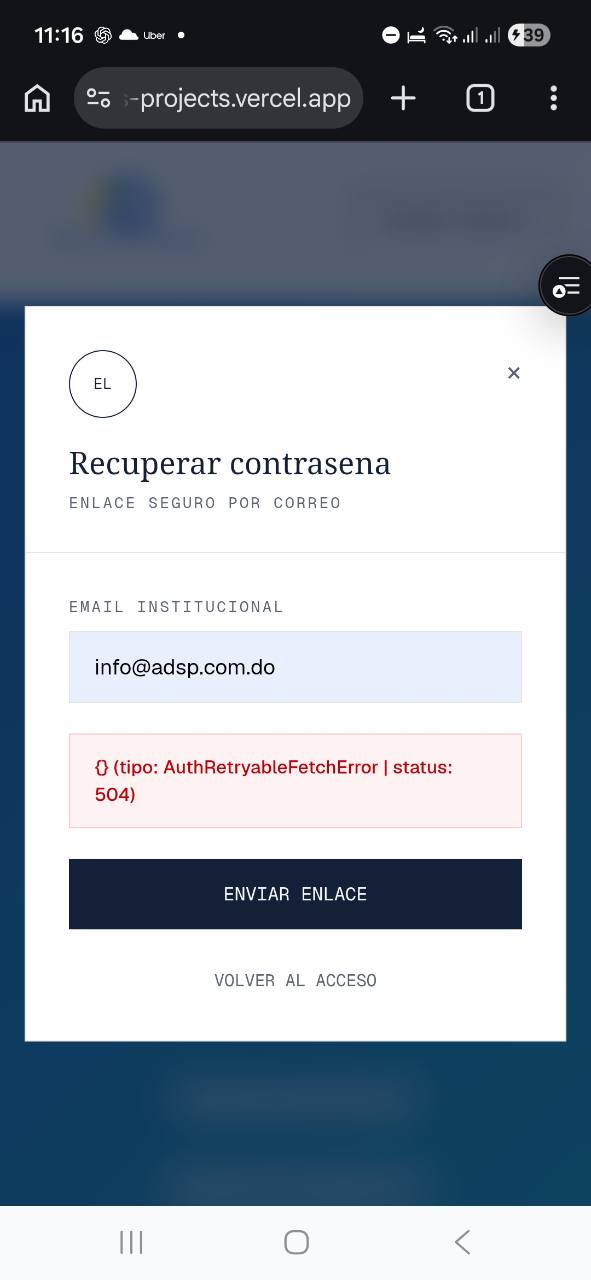 11:16 Uber 39
-projects.vercel.app 1
EL
×
Recuperar contrasena
ENLACE SEGURO POR CORREO
EMAIL INSTITUCIONAL
info@adsp.com.do
{} (tipo: AuthRetryableFetchError | status:
504)
ENVIAR ENLACE
VOLVER AL ACCESO